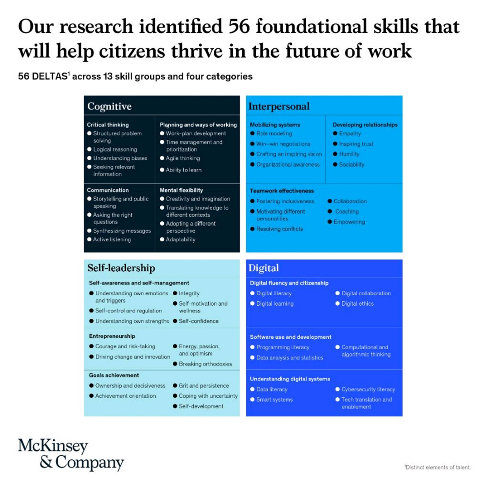 Our research identified 56 foundational skills that
will help citizens thrive in the future of work
56 DELTAS¹ across 13 skill groups and four categories
Cognitive
Critical thinking
Structured problem
solving
Logical reasoning
Understanding biases
Seeking relevant
information
Planning and ways of working
Work-plan development
Time management and
prioritization
Agile thinking
Ability to learn
Communication
Storytelling and public
speaking
Asking the right
questions
Synthesizing messages
Active listening
Mental flexibility
Creativity and imagination
Translating knowledge to
different contexts
Adopting a different
perspective
Adaptability
Interpersonal
Mobilizing systems
Role modeling
Win–win negotiations
Crafting an inspiring vision
Organizational awareness
Developing relationships
Empathy
Inspiring trust
Humility
Sociability
Teamwork effectiveness
Fostering inclusiveness
Motivating different
personalities
Resolving conflicts
Collaboration
Coaching
Empowering
Self-leadership
Self-awareness and self-management
Understanding own emotions
and triggers
Self-control and regulation
Understanding own strengths
Integrity
Self-motivation and
wellness
Self-confidence
Entrepreneurship
Courage and risk-taking
Driving change and innovation
Energy, passion,
and optimism
Breaking orthodoxies
Goals achievement
Ownership and decisiveness
Achievement orientation
Grit and persistence
Coping with uncertainty
Self-development
Digital
Digital fluency and citizenship
Digital literacy
Digital learning
Digital collaboration
Digital ethics
Software use and development
Programming literacy
Data analysis and statistics
Computational and
algorithmic thinking
Understanding digital systems
Data literacy
Smart systems
Cybersecurity literacy
Tech translation and
enablement
McKinsey
& Company
¹Distinct elements of talent.